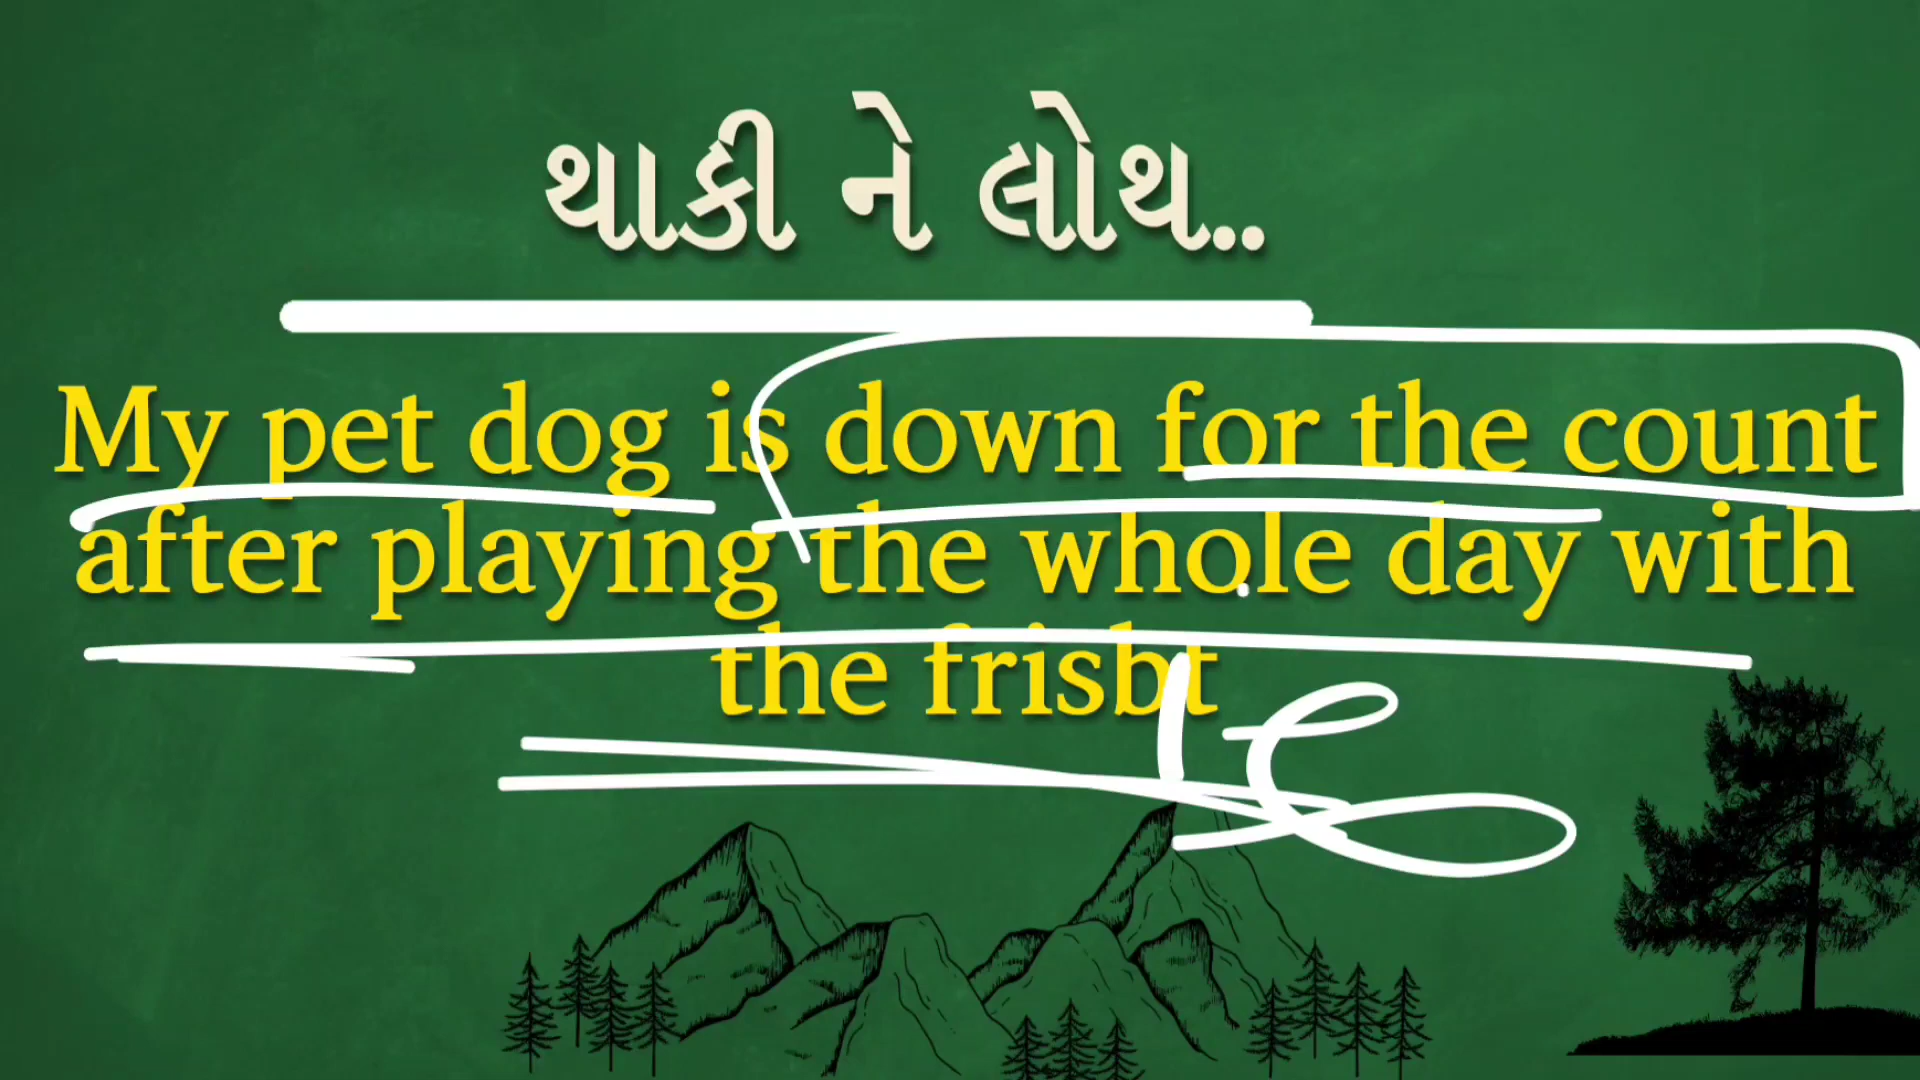 થાકી ને લોથ..
My pet dog is down for the count
after playing the whole day with
the frisbt